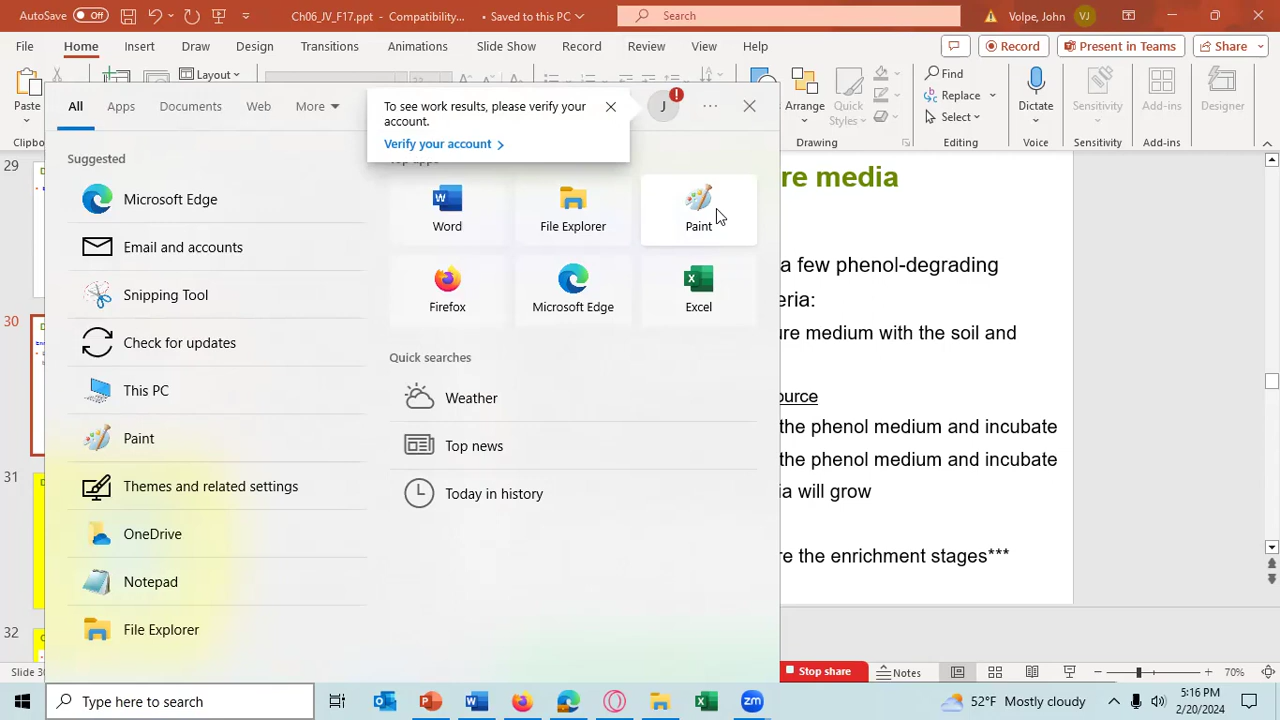 AutoSave Off Ch06_JV_F17.ppt - Compatibility... • Saved to this PC Search Volpe, John VJ
File Home Insert Draw Design Transitions Animations Slide Show Record Review View Help Record Present in Teams Share
Paste Layout Arrange Quick Styles Find Replace Select Dictate Sensitivity Add-ins Designer
Editing Voice Sensitivity Add-ins
All Apps Documents Web More
To see work results, please verify your
account.
Verify your account
J
Suggested
Microsoft Edge
Email and accounts
Snipping Tool
Check for updates
This PC
Paint
Themes and related settings
OneDrive
Notepad
File Explorer
Top apps
Word File Explorer Paint
Firefox Microsoft Edge Excel
Quick searches
Weather
Top news
Today in history
29
30
31
32
re media
a few phenol-degrading
eria:
ure medium with the soil and
ource
the phenol medium and incubate
the phenol medium and incubate
ia will grow
re the enrichment stages***
Slide 30 Stop share Notes 70%
Type here to search 52°F Mostly cloudy 5:16 PM
2/20/2024